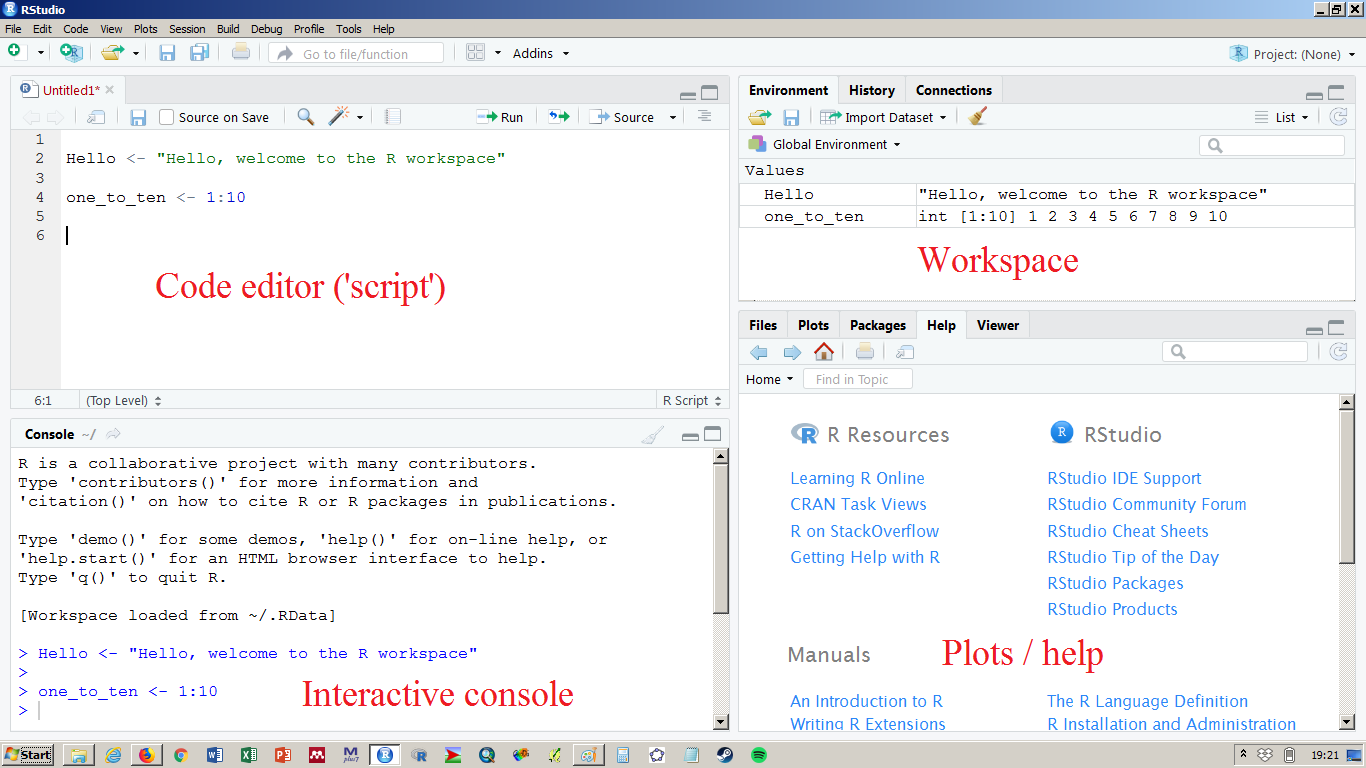 RStudio
File Edit Code View Plots Session Build Debug Profile Tools Help
Go to file/function Addins Project: (None)
Untitled1*
Source on Save Run Source
1
2 Hello <- "Hello, welcome to the R workspace"
3
4 one_to_ten <- 1:10
5
6
Code editor ('script')
6:1 (Top Level) R Script
Console ~/
R is a collaborative project with many contributors.
Type 'contributors()' for more information and
'citation()' on how to cite R or R packages in publications.
Type 'demo()' for some demos, 'help()' for on-line help, or
'help.start()' for an HTML browser interface to help.
Type 'q()' to quit R.
[Workspace loaded from ~/.RData]
> Hello <- "Hello, welcome to the R workspace"
>
> one_to_ten <- 1:10
>
Interactive console
Environment History Connections
Import Dataset List
Global Environment
Values
Hello "Hello, welcome to the R workspace"
one_to_ten int [1:10] 1 2 3 4 5 6 7 8 9 10
Workspace
Files Plots Packages Help Viewer
Home Find in Topic
R Resources RStudio
Learning R Online RStudio IDE Support
CRAN Task Views RStudio Community Forum
R on StackOverflow RStudio Cheat Sheets
Getting Help with R RStudio Tip of the Day
RStudio Packages
RStudio Products
Manuals
Plots / help
An Introduction to R The R Language Definition
Writing R Extensions R Installation and Administration
Start 19:21